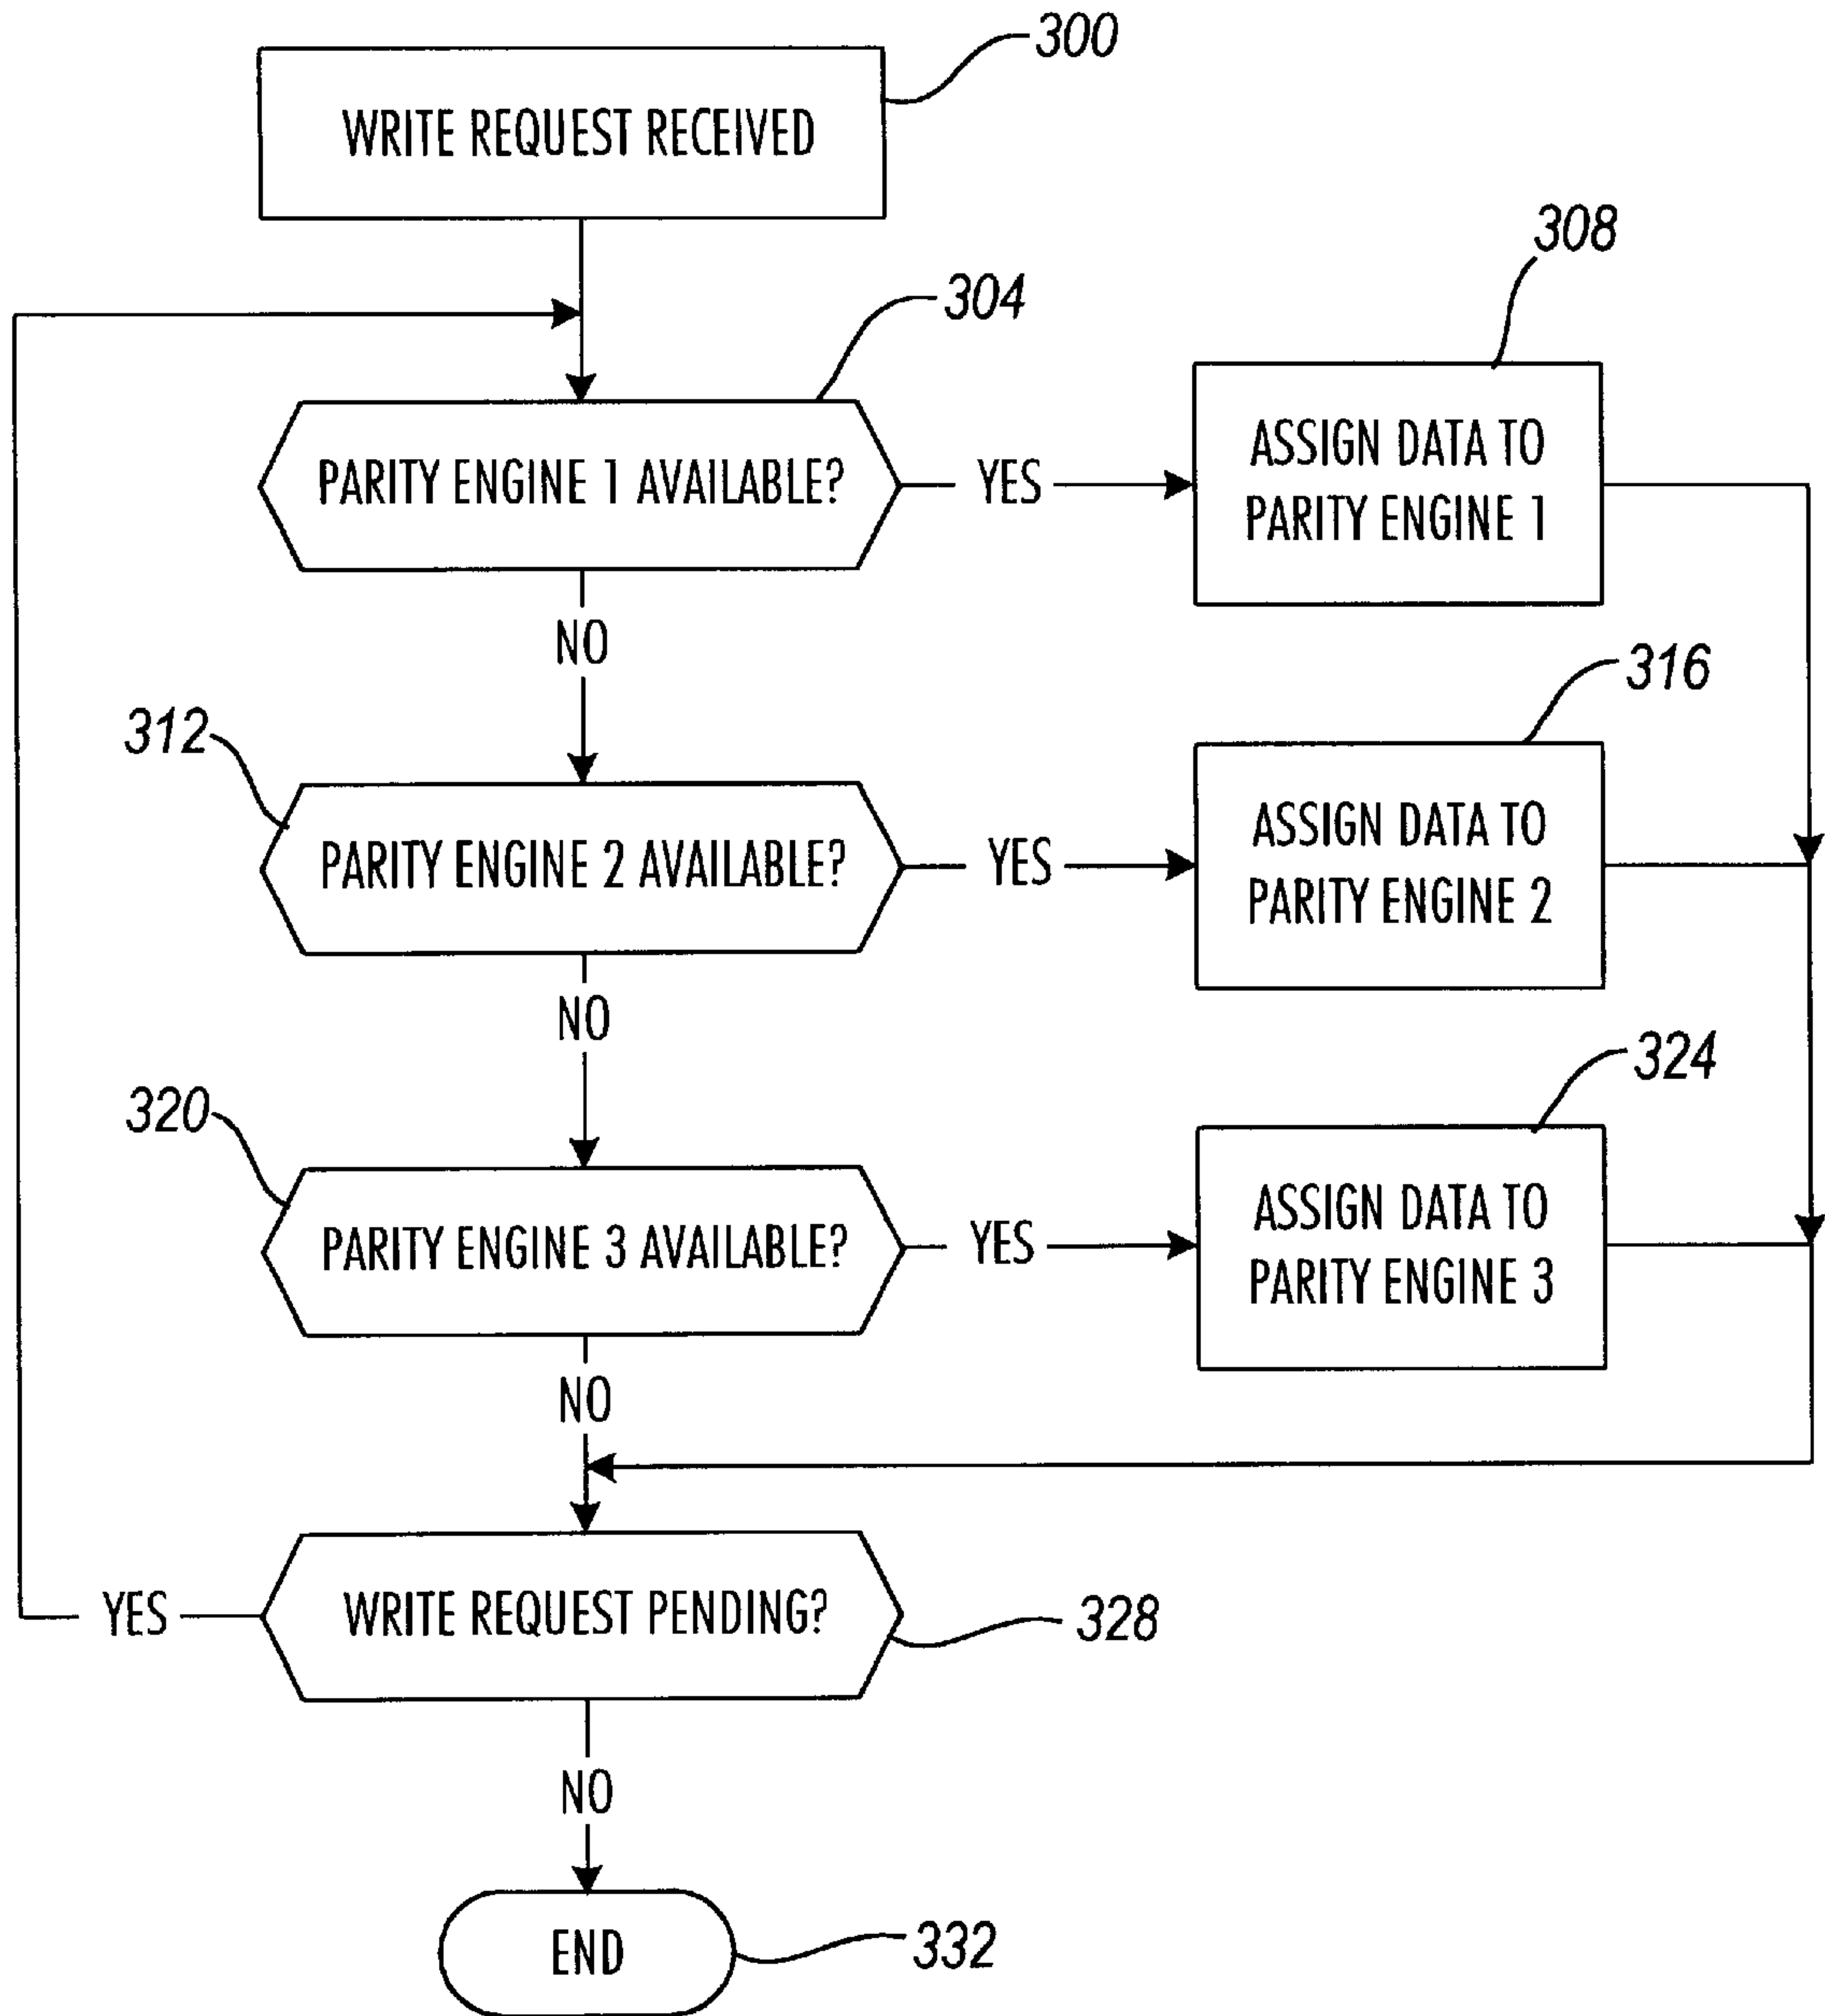 300
WRITE REQUEST RECEIVED
308
304
PARITY ENGINE 1 AVAILABLE?
YES
ASSIGN DATA TO
PARITY ENGINE 1
NO
316
312
PARITY ENGINE 2 AVAILABLE?
YES
ASSIGN DATA TO
PARITY ENGINE 2
NO
324
320
PARITY ENGINE 3 AVAILABLE?
YES
ASSIGN DATA TO
PARITY ENGINE 3
NO
YES
WRITE REQUEST PENDING?
328
NO
END
332